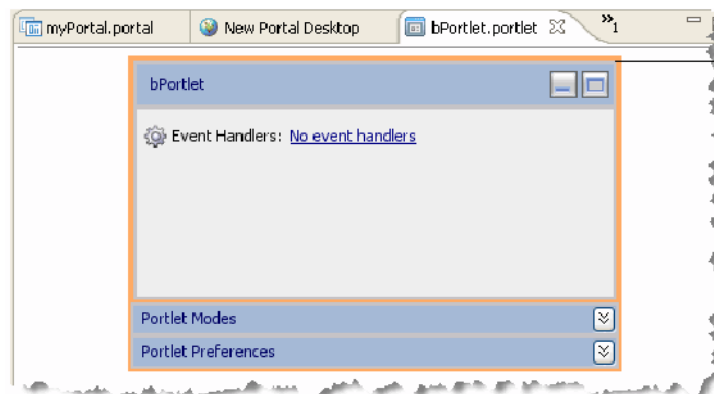 myPortal.portal New Portal Desktop bPortlet.portlet »1
bPortlet
Event Handlers: No event handlers
Portlet Modes
Portlet Preferences